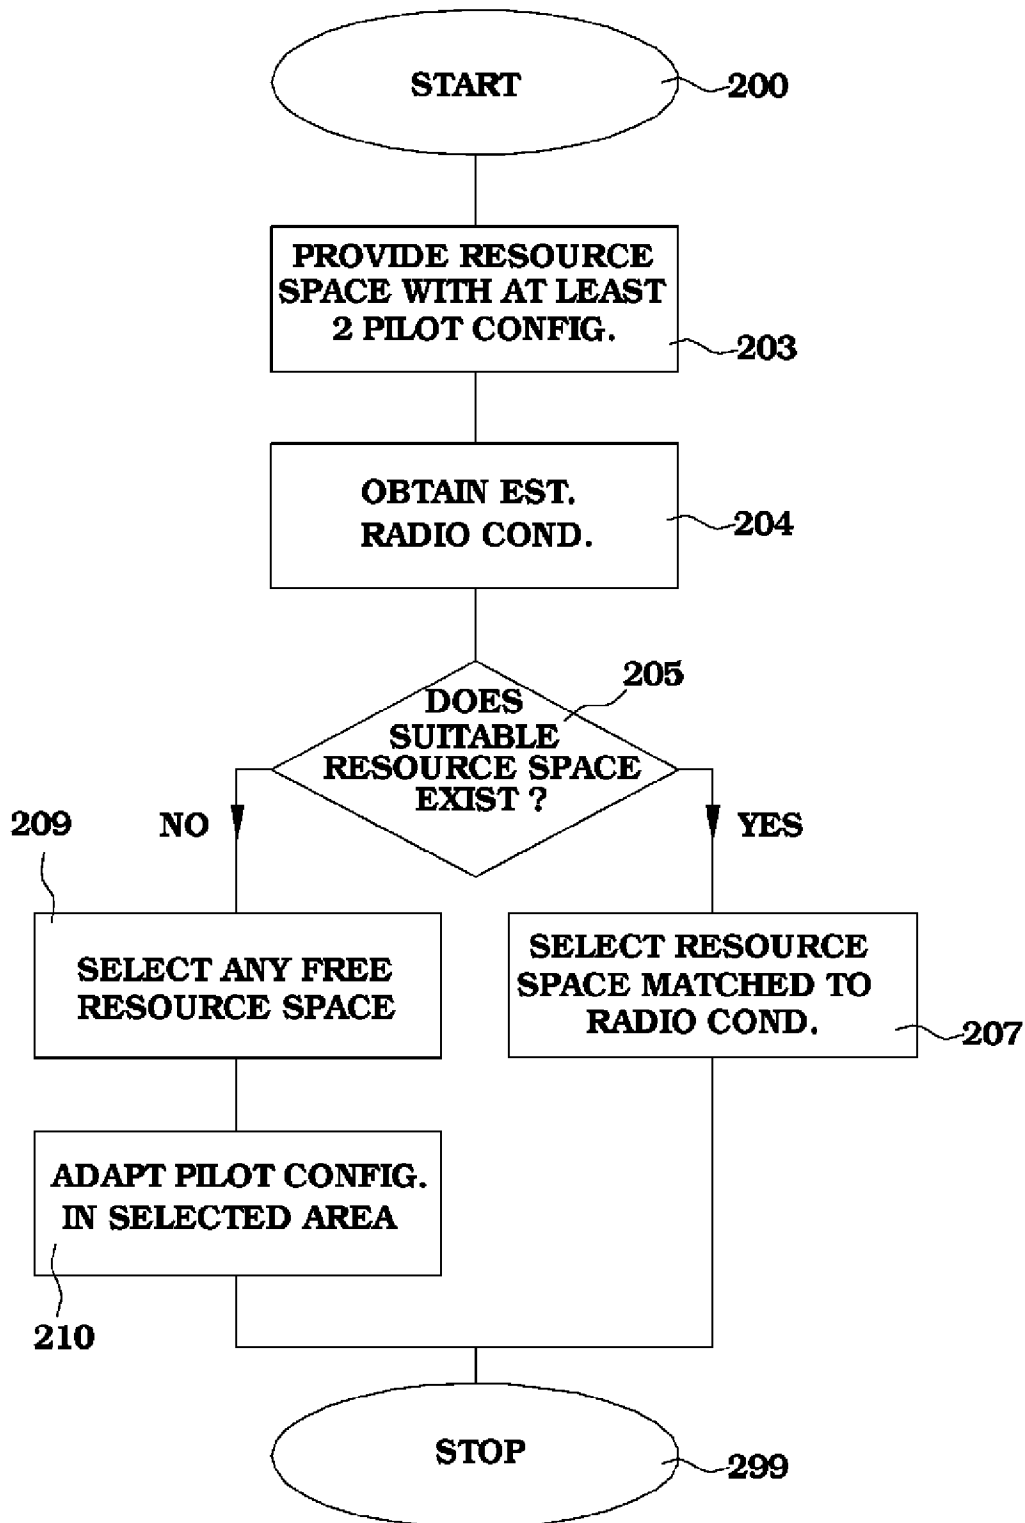 START
200
PROVIDE RESOURCE
SPACE WITH AT LEAST
2 PILOT CONFIG.
203
OBTAIN EST.
RADIO COND.
204
205
DOES
SUITABLE
RESOURCE SPACE
EXIST ?
NO
YES
209
SELECT ANY FREE
RESOURCE SPACE
SELECT RESOURCE
SPACE MATCHED TO
RADIO COND.
207
ADAPT PILOT CONFIG.
IN SELECTED AREA
210
STOP
299